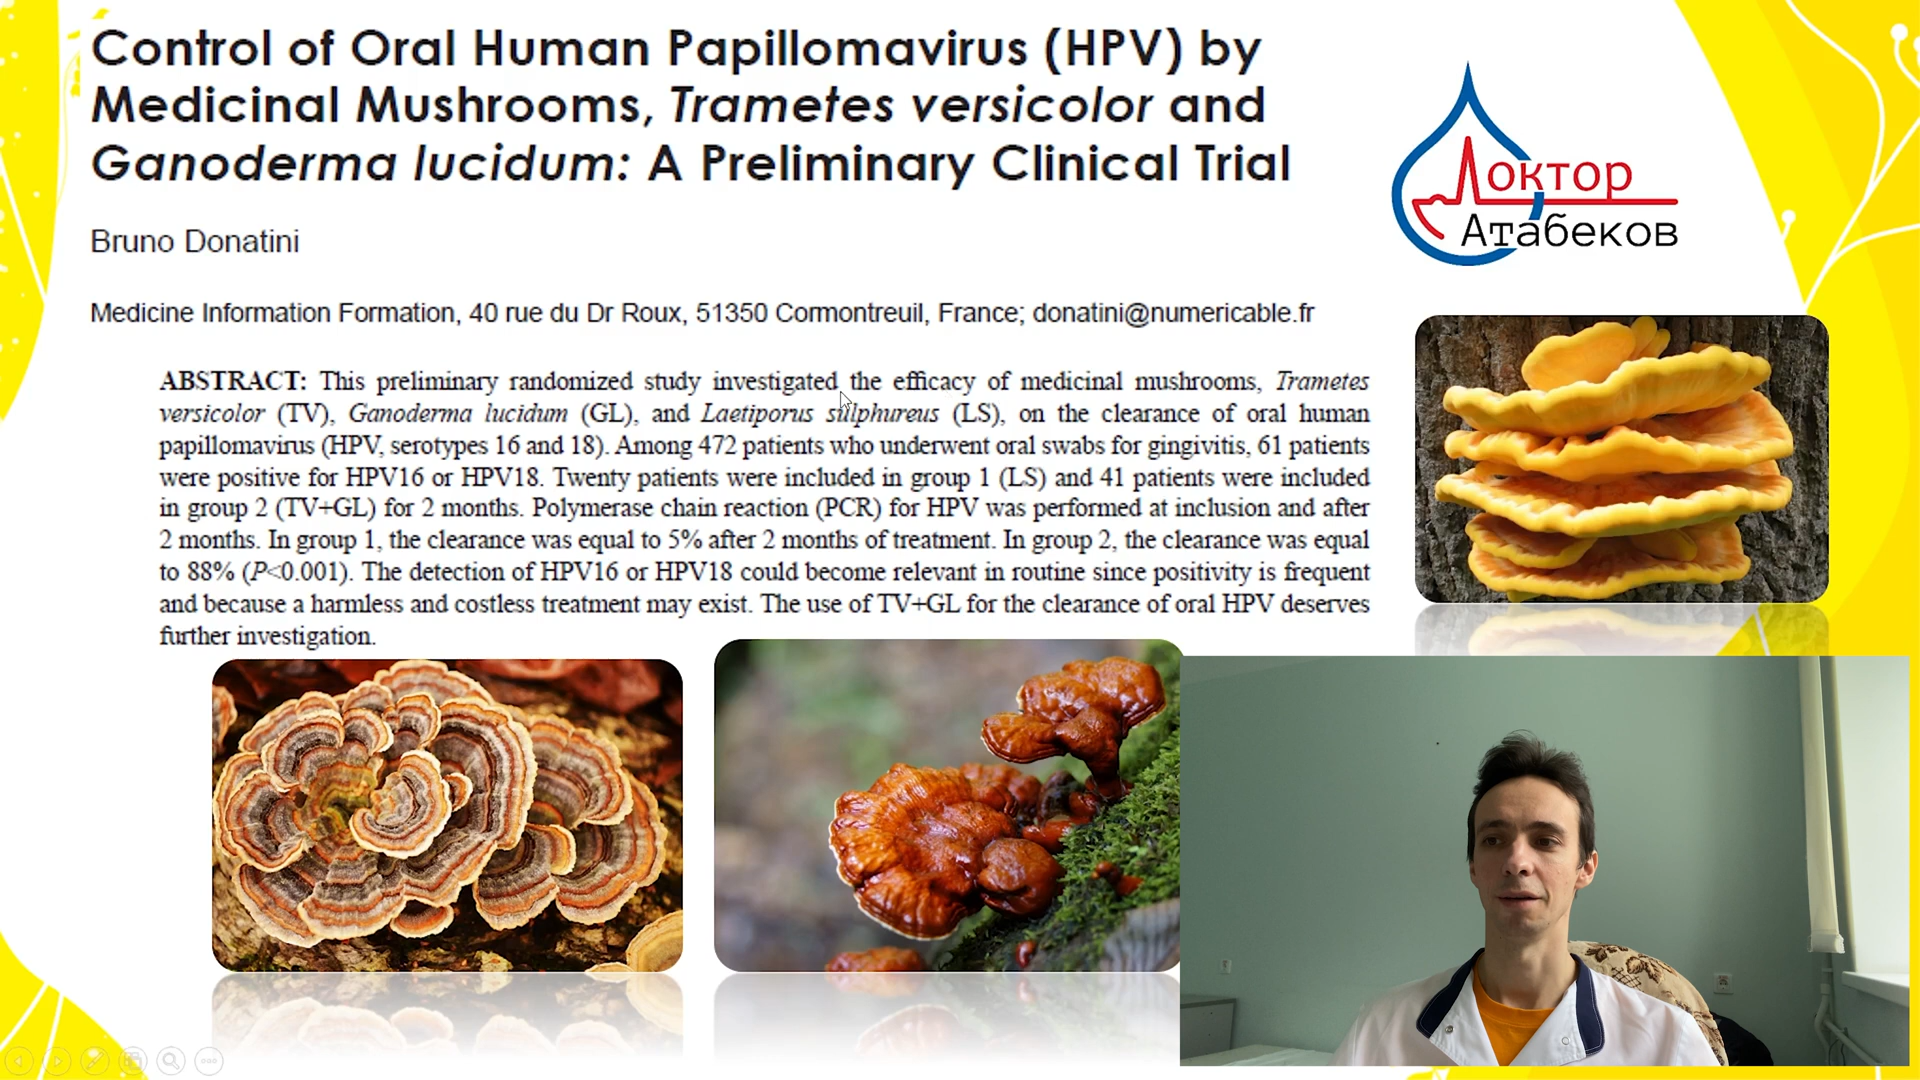 Control of Oral Human Papillomavirus (HPV) by
Medicinal Mushrooms, Trametes versicolor and
Ganoderma lucidum: A Preliminary Clinical Trial
Доктор
Атабеков
Bruno Donatini
Medicine Information Formation, 40 rue du Dr Roux, 51350 Cormontreuil, France; donatini@numericable.fr
ABSTRACT: This preliminary randomized study investigated the efficacy of medicinal mushrooms, Trametes
versicolor (TV), Ganoderma lucidum (GL), and Laetiporus sulphureus (LS), on the clearance of oral human
papillomavirus (HPV, serotypes 16 and 18). Among 472 patients who underwent oral swabs for gingivitis, 61 patients
were positive for HPV16 or HPV18. Twenty patients were included in group 1 (LS) and 41 patients were included
in group 2 (TV+GL) for 2 months. Polymerase chain reaction (PCR) for HPV was performed at inclusion and after
2 months. In group 1, the clearance was equal to 5% after 2 months of treatment. In group 2, the clearance was equal
to 88% (P<0.001). The detection of HPV16 or HPV18 could become relevant in routine since positivity is frequent
and because a harmless and costless treatment may exist. The use of TV+GL for the clearance of oral HPV deserves
further investigation.